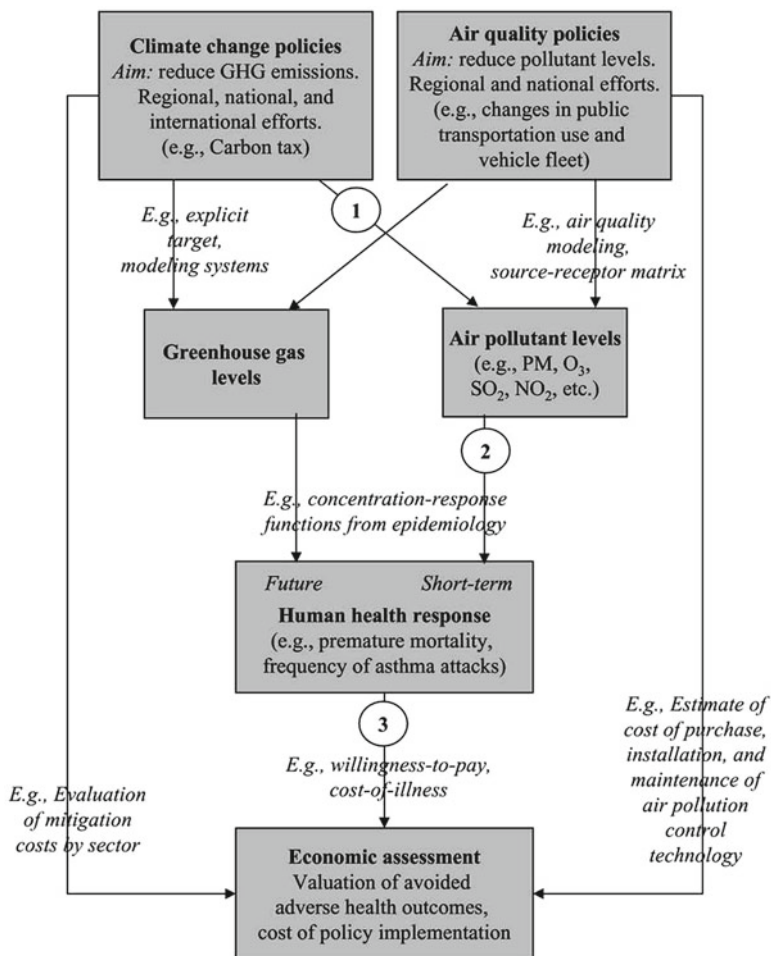 Climate change policies
Aim: reduce GHG emissions.
Regional, national, and
international efforts.
(e.g., Carbon tax)
Air quality policies
Aim: reduce pollutant levels.
Regional and national efforts.
(e.g., changes in public
transportation use and
vehicle fleet)
1
E.g., explicit
target,
modeling systems
E.g., air quality
modeling,
source-receptor matrix
Greenhouse gas
levels
Air pollutant levels
(e.g., PM, O₃,
SO₂, NO₂, etc.)
2
E.g., concentration-response
functions from epidemiology
Future Short-term
Human health response
(e.g., premature mortality,
frequency of asthma attacks)
3
E.g., willingness-to-pay,
cost-of-illness
E.g., Evaluation
of mitigation
costs by sector
E.g., Estimate of
cost of purchase,
installation, and
maintenance of
air pollution
control
technology
Economic assessment
Valuation of avoided
adverse health outcomes,
cost of policy implementation